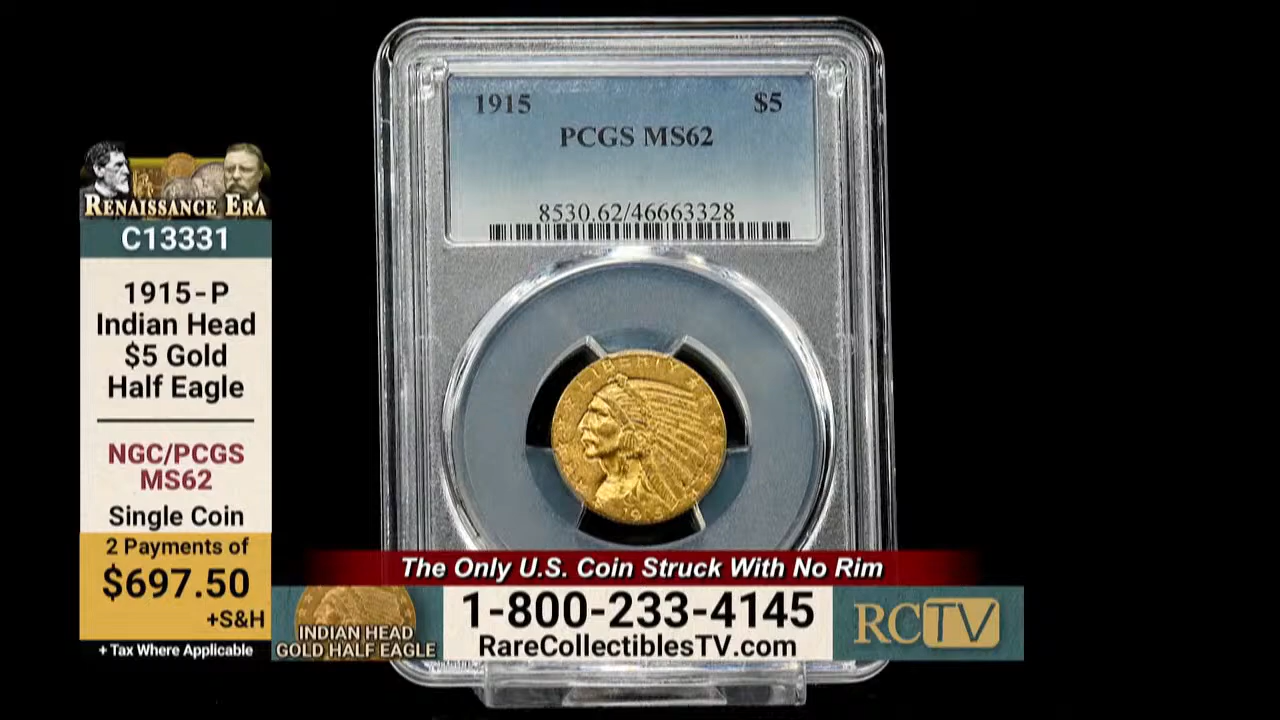 1915 $5
PCGS MS62
8530.62/46663328
LIBERTY
1915
RENAISSANCE ERA
C13331
1915-P
Indian Head
$5 Gold
Half Eagle
NGC/PCGS
MS62
Single Coin
2 Payments of
$697.50
+S&H
+ Tax Where Applicable
The Only U.S. Coin Struck With No Rim
INDIAN HEAD
GOLD HALF EAGLE
1-800-233-4145
RareCollectiblesTV.com
RCTV